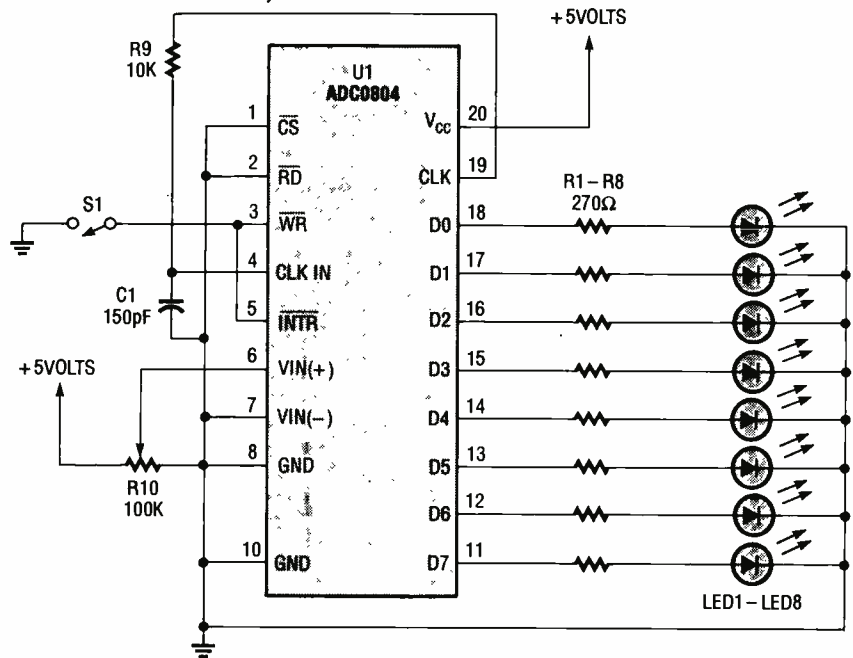 +5VOLTS
R9
10K
U1
ADC0804
1
CS
VCC
20
2
RD
CLK
19
R1–R8
270Ω
S1
3
WR
D0
18
4
CLK IN
D1
17
C1
150pF
5
INTR
D2
16
+5VOLTS
6
VIN(+)
D3
15
7
VIN(–)
D4
14
8
GND
D5
13
R10
100K
D6
12
10
GND
D7
11
LED1–LED8